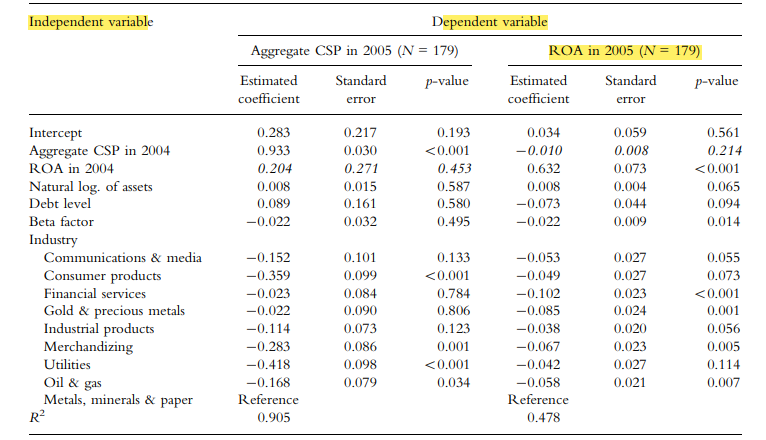 Independent variable Dependent variable
Aggregate CSP in 2005 (N = 179) ROA in 2005 (N = 179)
Estimated Standard p-value Estimated Standard p-value
coefficient error coefficient error
Intercept 0.283 0.217 0.193 0.034 0.059 0.561
Aggregate CSP in 2004 0.933 0.030 <0.001 −0.010 0.008 0.214
ROA in 2004 0.204 0.271 0.453 0.632 0.073 <0.001
Natural log. of assets 0.008 0.015 0.587 0.008 0.004 0.065
Debt level 0.089 0.161 0.580 −0.073 0.044 0.094
Beta factor −0.022 0.032 0.495 −0.022 0.009 0.014
Industry
Communications & media −0.152 0.101 0.133 −0.053 0.027 0.055
Consumer products −0.359 0.099 <0.001 −0.049 0.027 0.073
Financial services −0.023 0.084 0.784 −0.102 0.023 <0.001
Gold & precious metals −0.022 0.090 0.806 −0.085 0.024 0.001
Industrial products −0.114 0.073 0.123 −0.038 0.020 0.056
Merchandizing −0.283 0.086 0.001 −0.067 0.023 0.005
Utilities −0.418 0.098 <0.001 −0.042 0.027 0.114
Oil & gas −0.168 0.079 0.034 −0.058 0.021 0.007
Metals, minerals & paper Reference Reference
R² 0.905 0.478